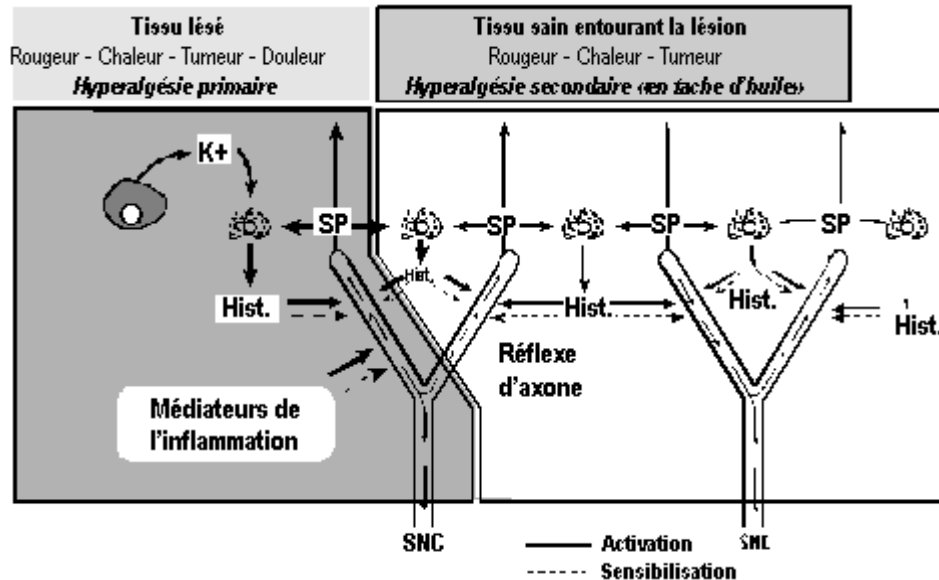 Tissu lésé
Rougeur - Chaleur - Tumeur - Douleur
Hyperalgésie primaire
Tissu sain entourant la lésion
Rougeur - Chaleur - Tumeur
Hyperalgésie secondaire «en tache d'huile»
K+
SP
SP
SP
SP
Hist.
Hist.
Hist.
Hist.
Hist.
Réflexe
d'axone
Médiateurs de
l'inflammation
SNC
SNC
Activation
Sensibilisation